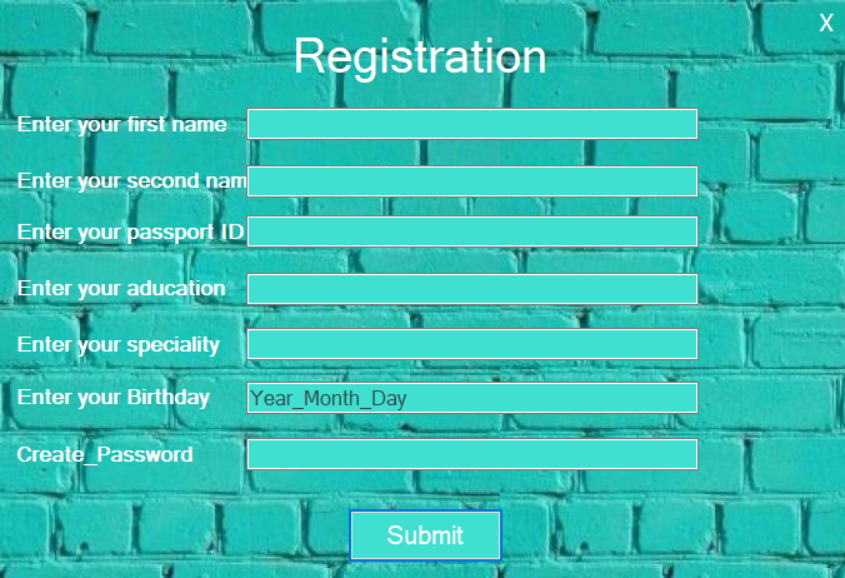 X
Registration
Enter your first name
Enter your second nam
Enter your passport ID
Enter your aducation
Enter your speciality
Enter your Birthday Year_Month_Day
Create_Password
Submit